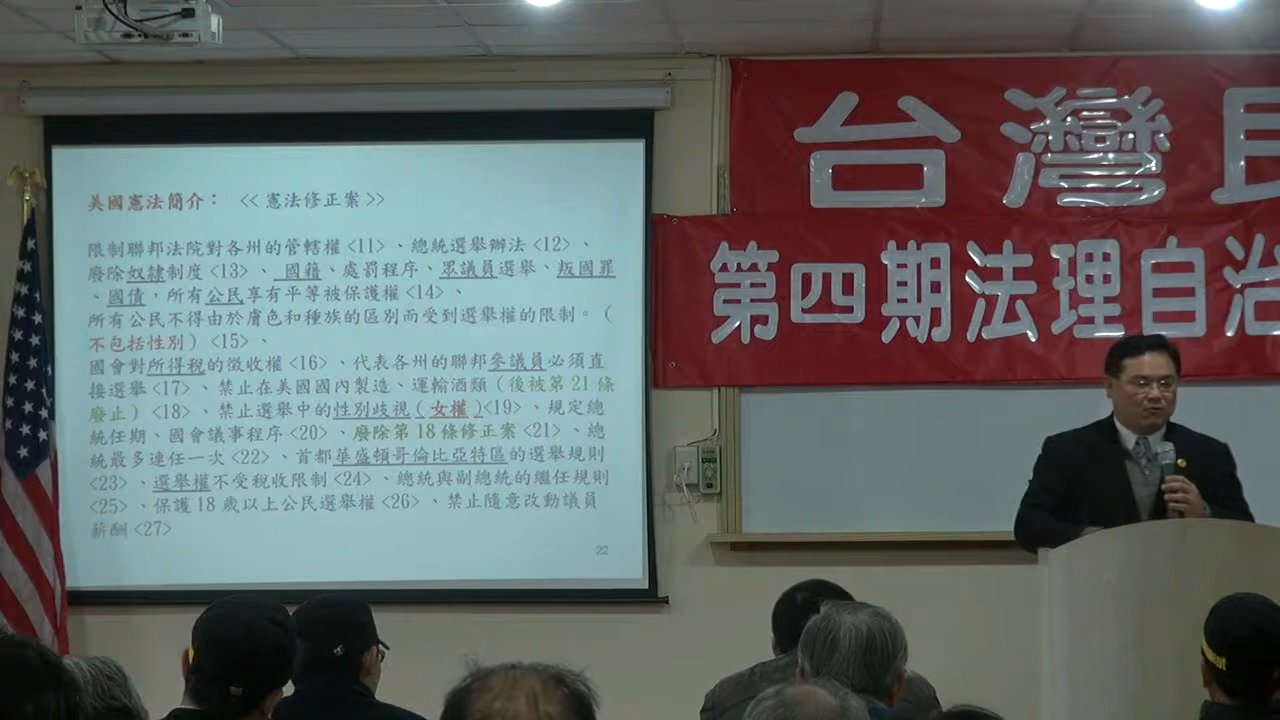 美國憲法簡介： <<憲法修正案>>
限制聯邦法院對各州的管轄權<11>、總統選舉辦法<12>、
廢除奴隸制度<13>、國籍、處罰程序、眾議員選舉、叛國罪
、國債，所有公民享有平等被保護權<14>、
所有公民不得由於膚色和種族的區別而受到選舉權的限制。（
不包括性別）<15>、
國會對所得稅的徵收權<16>、代表各州的聯邦參議員必須直
接選舉<17>、禁止在美國國內製造、運輸酒類（後被第21條
廢止）<18>、禁止選舉中的性別歧視(女權)<19>、規定總
統任期、國會議事程序<20>、廢除第18條修正案<21>、總
統最多連任一次<22>、首都華盛頓哥倫比亞特區的選舉規則
<23>、選舉權不受稅收限制<24>、總統與副總統的繼任規則
<25>、保護18歲以上公民選舉權<26>、禁止隨意改動議員
薪酬<27>
22
台灣
第四期法理自治